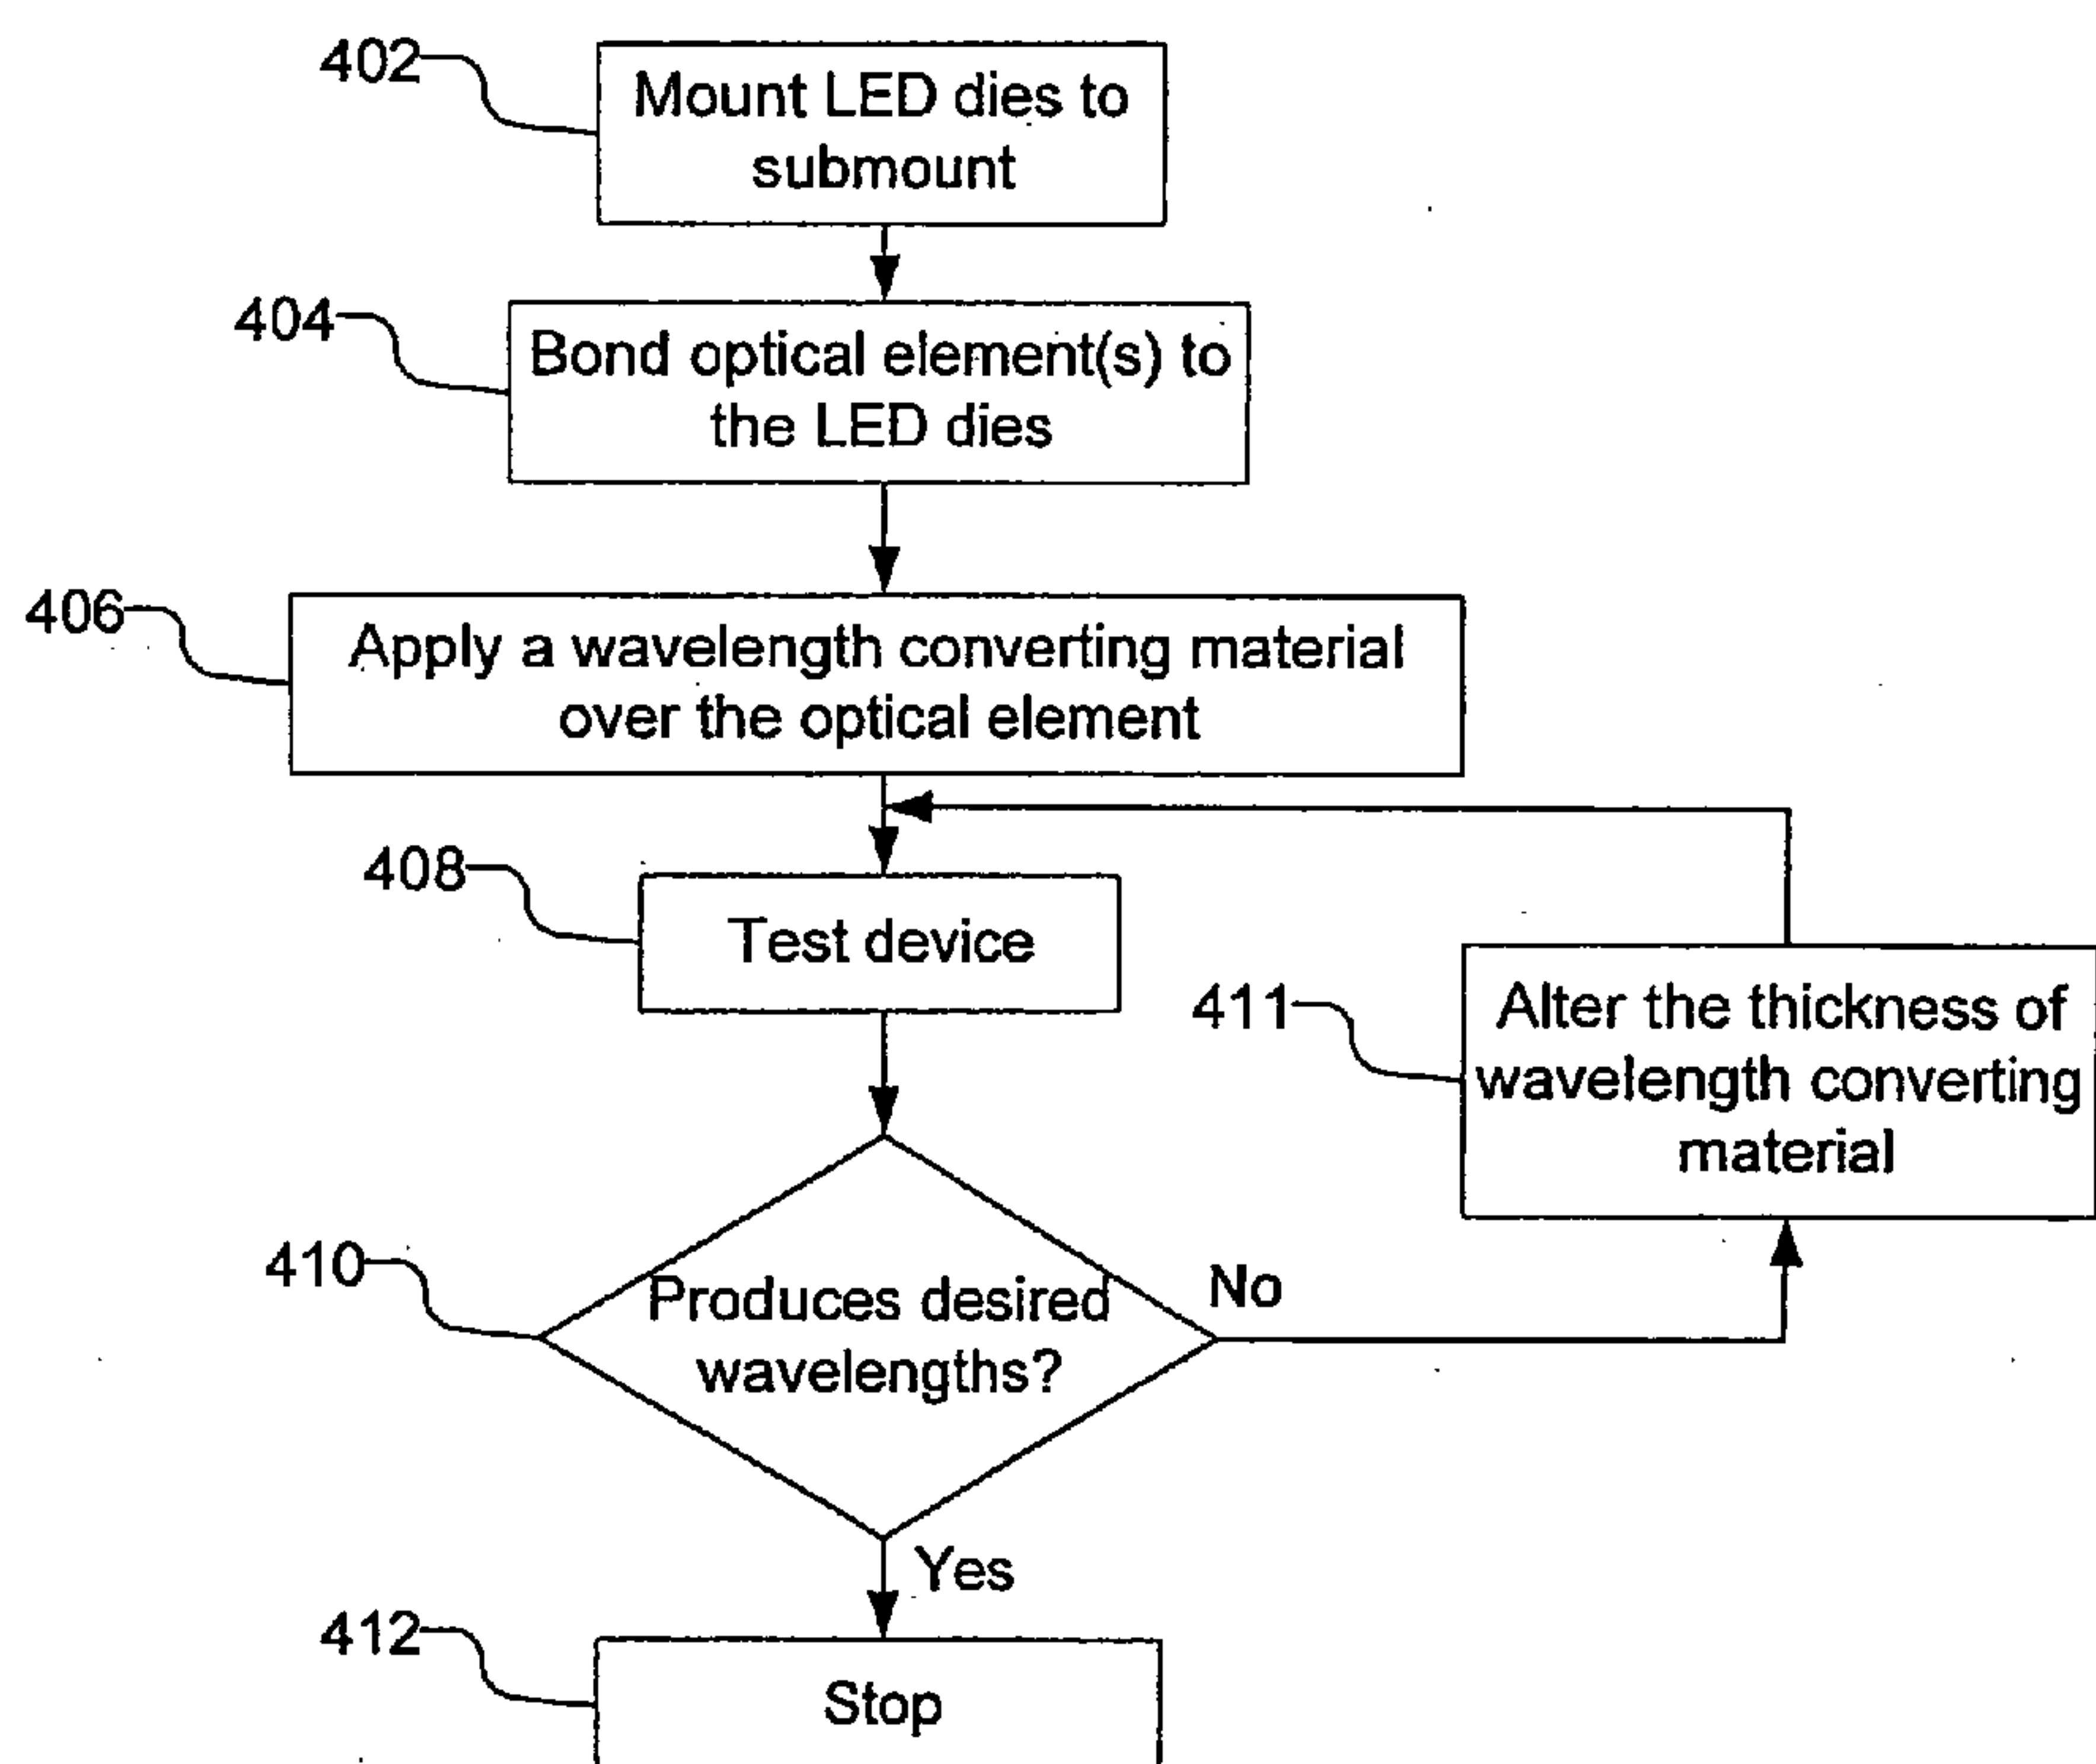 402
Mount LED dies to
submount
404
Bond optical element(s) to
the LED dies
406
Apply a wavelength converting material
over the optical element
408
Test device
411
Alter the thickness of
wavelength converting
material
410
Produces desired
wavelengths?
No
Yes
412
Stop